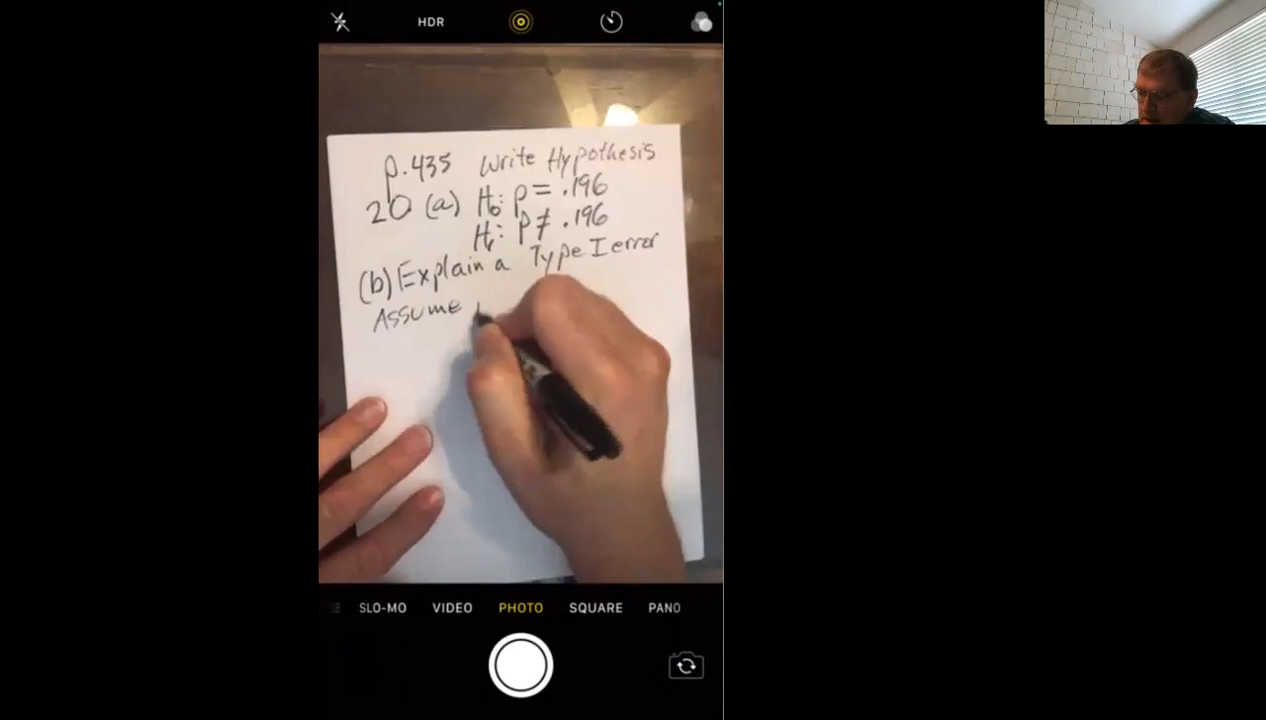 HDR
p.435 Write Hypothesis
20 (a) H₀: p = .196
H₁: p ≠ .196
(b) Explain a Type I error
Assume
SLO-MO VIDEO PHOTO SQUARE PANO